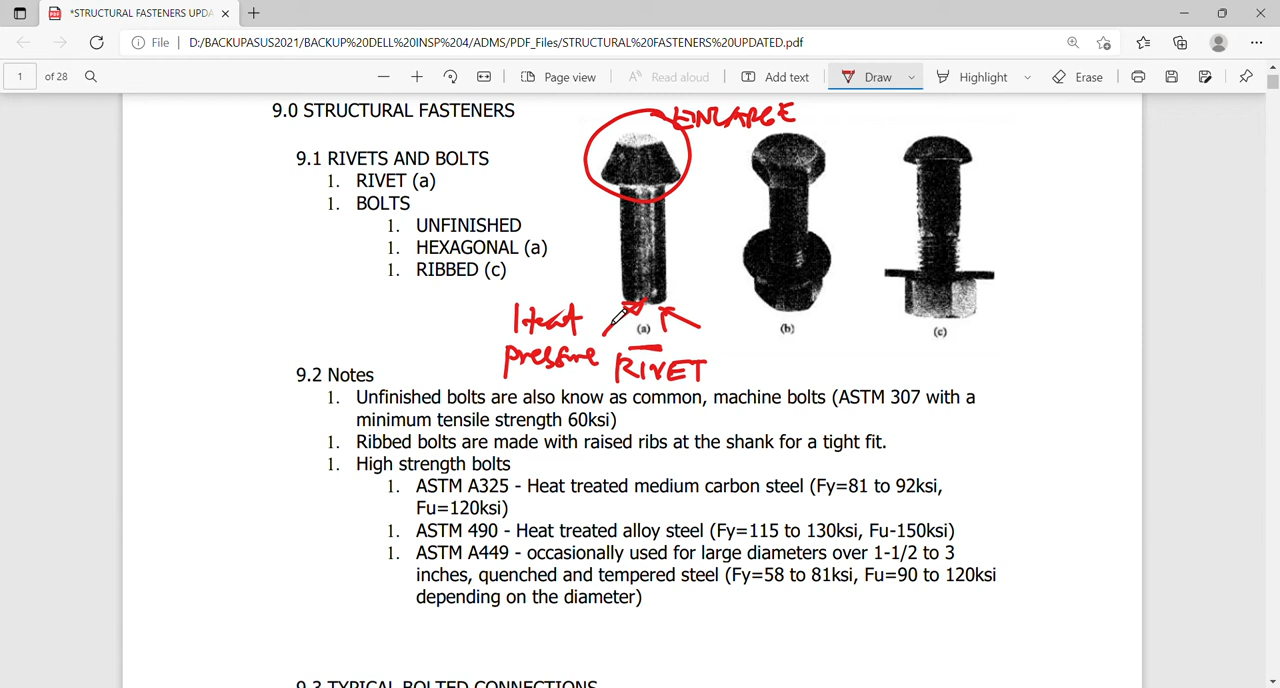 *STRUCTURAL FASTENERS UPDA
File
D:/BACKUPASUS2021/BACKUP%20DELL%20INSP%204/ADMS/PDF_Files/STRUCTURAL%20FASTENERS%20UPDATED.pdf
1 of 28
Page view
Read aloud
Add text
Draw
Highlight
Erase
9.0 STRUCTURAL FASTENERS
ENLARGE
9.1 RIVETS AND BOLTS
1. RIVET (a)
1. BOLTS
1. UNFINISHED
1. HEXAGONAL (a)
1. RIBBED (c)
Heat
pressure
(a)
(b)
(c)
RIVET
9.2 Notes
1. Unfinished bolts are also know as common, machine bolts (ASTM 307 with a
minimum tensile strength 60ksi)
1. Ribbed bolts are made with raised ribs at the shank for a tight fit.
1. High strength bolts
1. ASTM A325 - Heat treated medium carbon steel (Fy=81 to 92ksi,
Fu=120ksi)
1. ASTM 490 - Heat treated alloy steel (Fy=115 to 130ksi, Fu-150ksi)
1. ASTM A449 - occasionally used for large diameters over 1-1/2 to 3
inches, quenched and tempered steel (Fy=58 to 81ksi, Fu=90 to 120ksi
depending on the diameter)
9.3 TYPICAL BOLTED CONNECTIONS